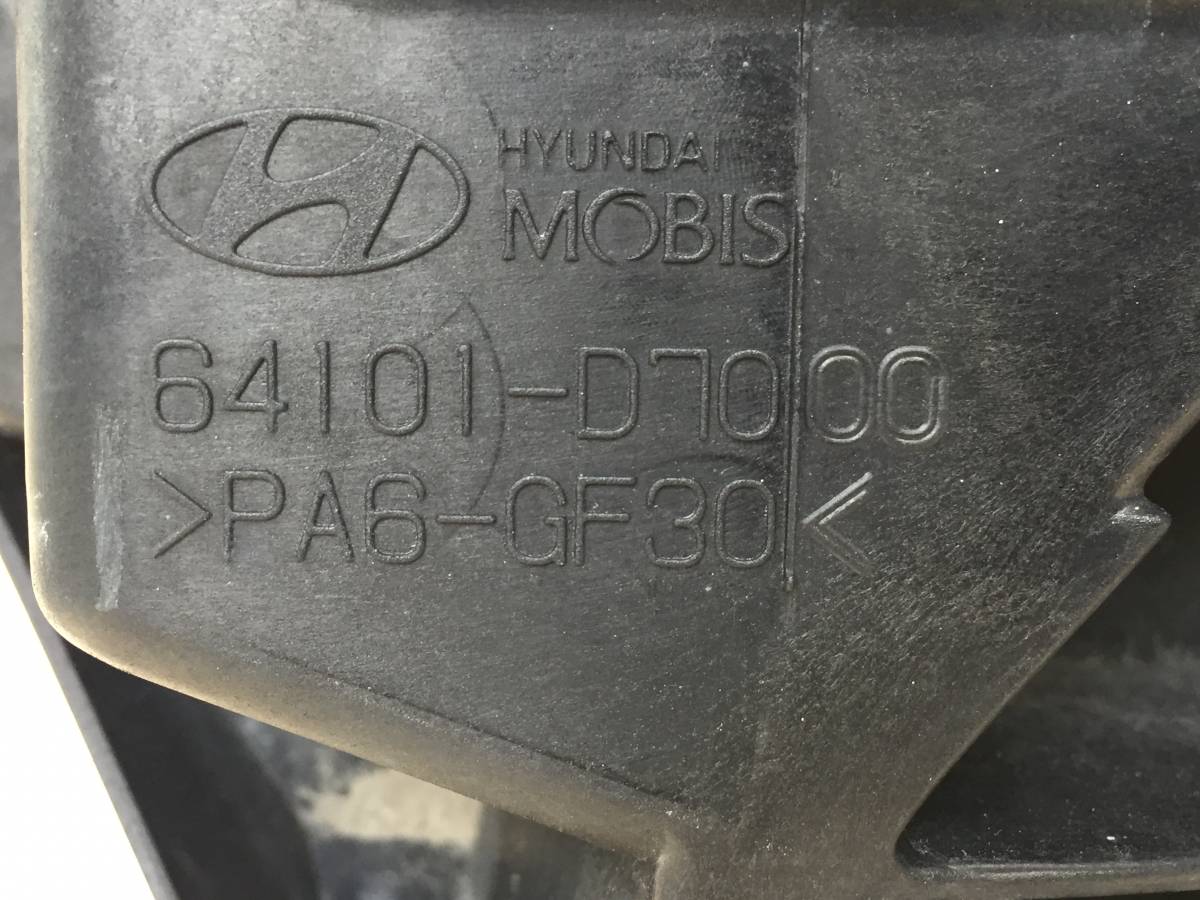 HYUNDAI
MOBIS
64101-D7000
>PA6-GF30<